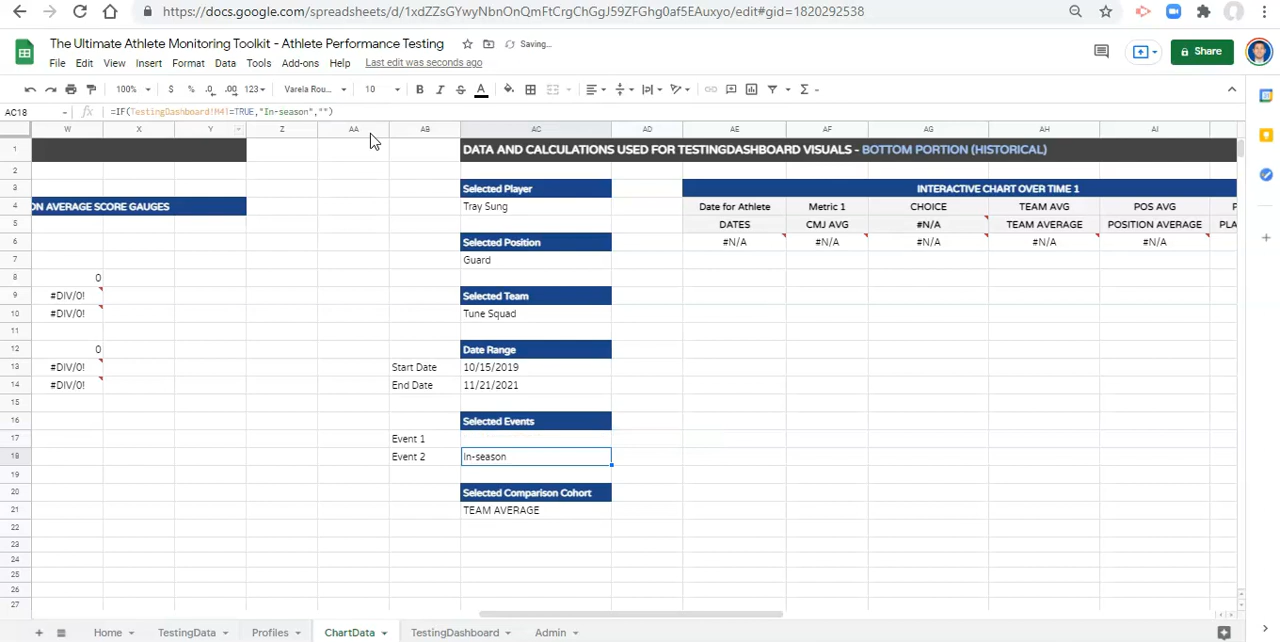 https://docs.google.com/spreadsheets/d/1xdZZsGYwyNbnOnQmFtCrgChGgJ59ZFGhg0af5EAuxyo/edit#gid=1820292538
The Ultimate Athlete Monitoring Toolkit - Athlete Performance Testing
Saving...
File Edit View Insert Format Data Tools Add-ons Help Last edit was seconds ago
Share
100% $ % .0 .00 123 Varela Rou... 10 B I S A Σ
AC18 fx =IF(TestingDashboard!M41=TRUE,"In-season","")
W X Y Z AA AB AC AD AE AF AG AH AI
1 DATA AND CALCULATIONS USED FOR TESTINGDASHBOARD VISUALS - BOTTOM PORTION (HISTORICAL)
2
3 Selected Player INTERACTIVE CHART OVER TIME 1
4 ON AVERAGE SCORE GAUGES Tray Sung Date for Athlete Metric 1 CHOICE TEAM AVG POS AVG P
5 DATES CMJ AVG #N/A TEAM AVERAGE POSITION AVERAGE PLA
6 Selected Position #N/A #N/A #N/A #N/A #N/A
7 Guard
8 0
9 #DIV/0! Selected Team
10 #DIV/0! Tune Squad
11
12 0 Date Range
13 #DIV/0! Start Date 10/15/2019
14 #DIV/0! End Date 11/21/2021
15
16 Selected Events
17 Event 1
18 Event 2 In-season
19
20 Selected Comparison Cohort
21 TEAM AVERAGE
22
23
24
25
26
27
Home TestingData Profiles ChartData TestingDashboard Admin